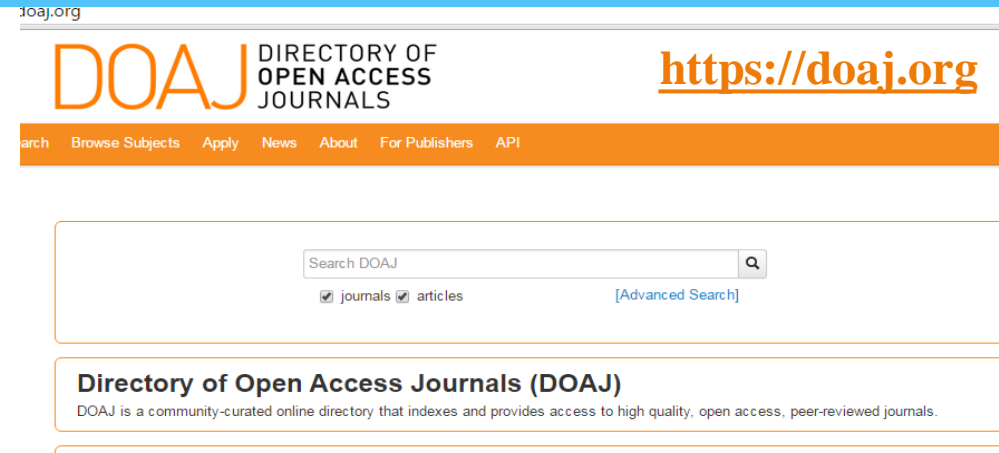 doaj.org
DOAJ
DIRECTORY OF
OPEN ACCESS
JOURNALS
https://doaj.org
Browse Subjects Apply News About For Publishers API
Search DOAJ
journals articles [Advanced Search]
Directory of Open Access Journals (DOAJ)
DOAJ is a community-curated online directory that indexes and provides access to high quality, open access, peer-reviewed journals.